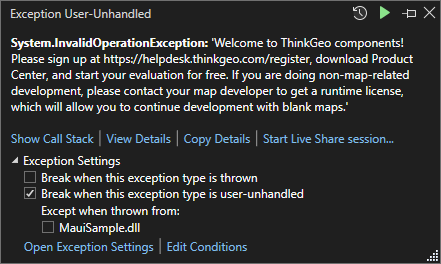 Exception User-Unhandled
System.InvalidOperationException: 'Welcome to ThinkGeo components!
Please sign up at https://helpdesk.thinkgeo.com/register, download Product
Center, and start your evaluation for free. If you are doing non-map-related
development, please contact your map developer to get a runtime license,
which will allow you to continue development with blank maps.'
Show Call Stack | View Details | Copy Details | Start Live Share session...
Exception Settings
Break when this exception type is thrown
Break when this exception type is user-unhandled
Except when thrown from:
MauiSample.dll
Open Exception Settings | Edit Conditions